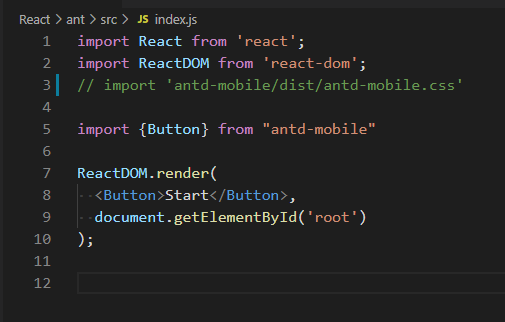 React > ant > src > JS index.js
1 import React from 'react';
2 import ReactDOM from 'react-dom';
3 // import 'antd-mobile/dist/antd-mobile.css'
4
5 import {Button} from "antd-mobile"
6
7 ReactDOM.render(
8 <Button>Start</Button>,
9 document.getElementById('root')
10 );
11
12